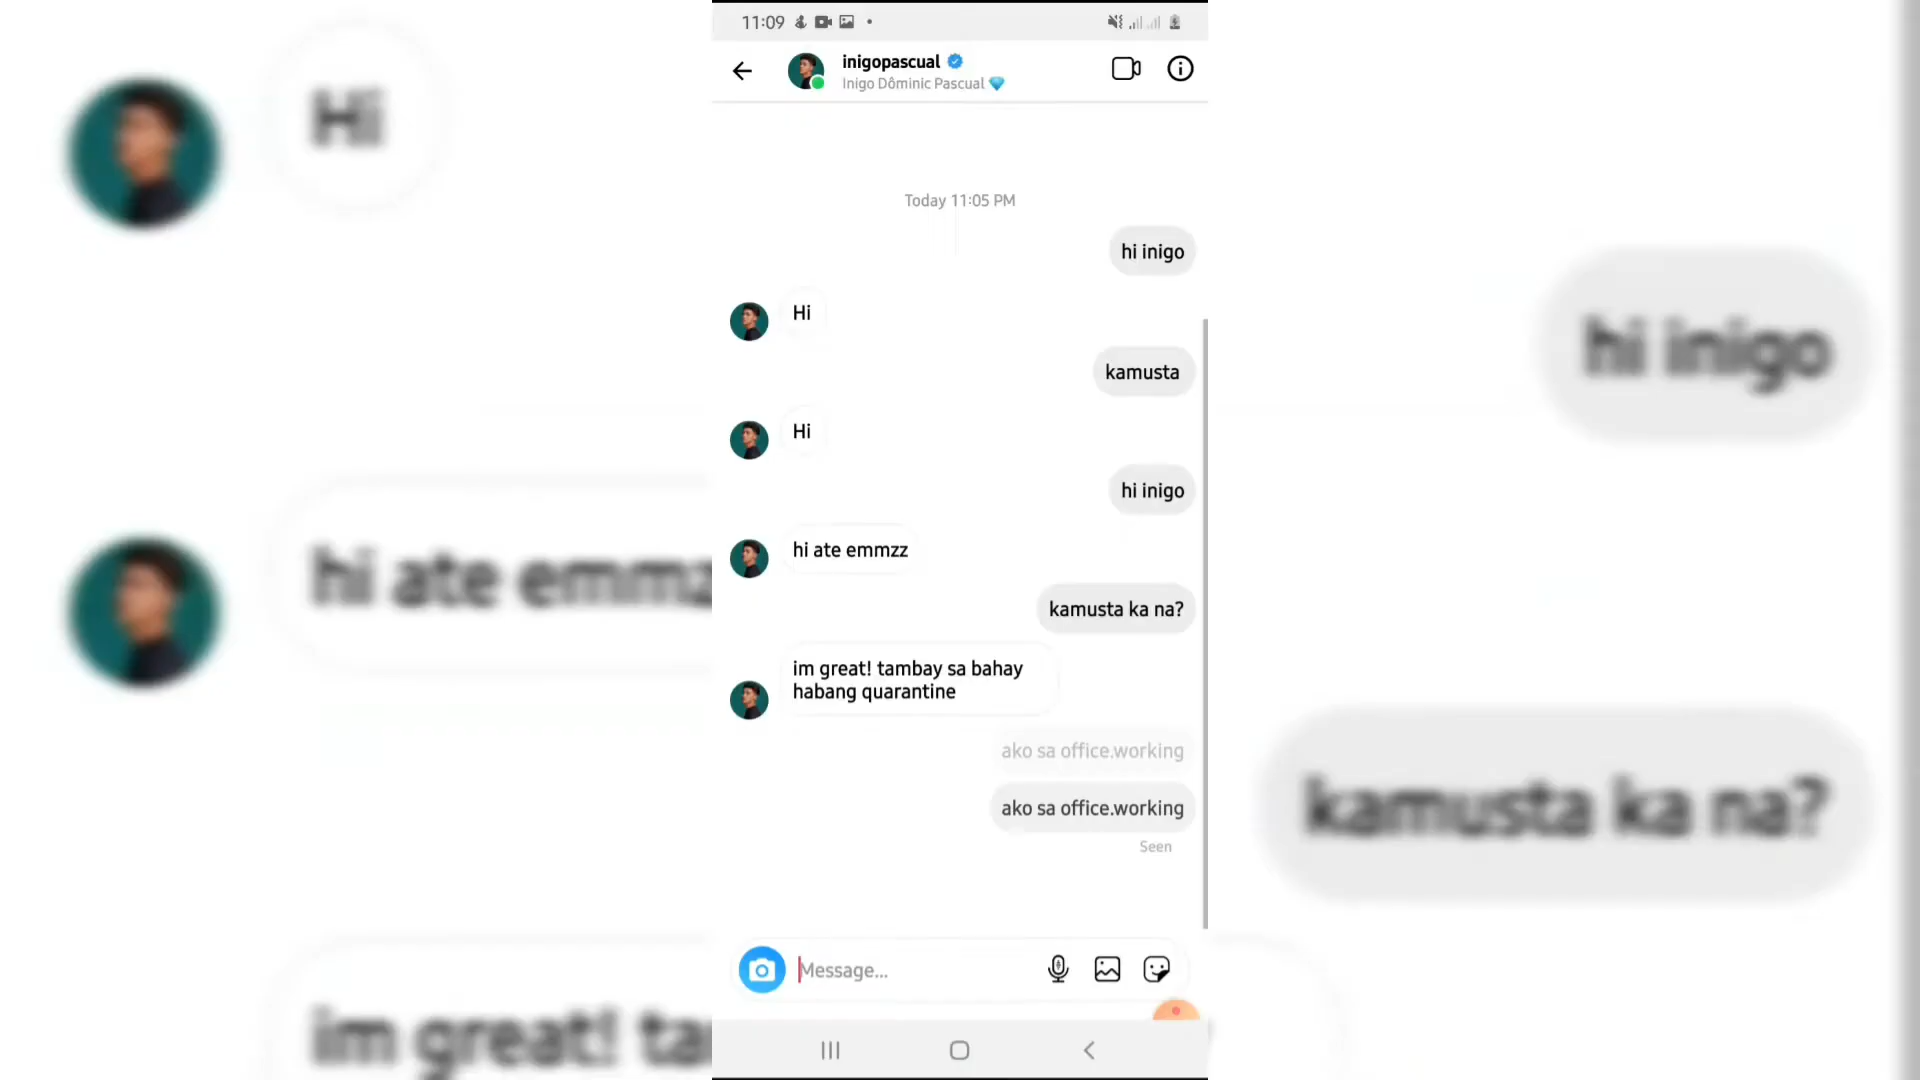 11:09
inigopascual
Inigo Dôminic Pascual
Today 11:05 PM
hi inigo
Hi
kamusta
Hi
hi inigo
hi ate emmzz
kamusta ka na?
im great! tambay sa bahay
habang quarantine
ako sa office.working
ako sa office.working
Seen
Message...
Hi
hi inigo
hi ate emmz
kamusta ka na?
im great! ta